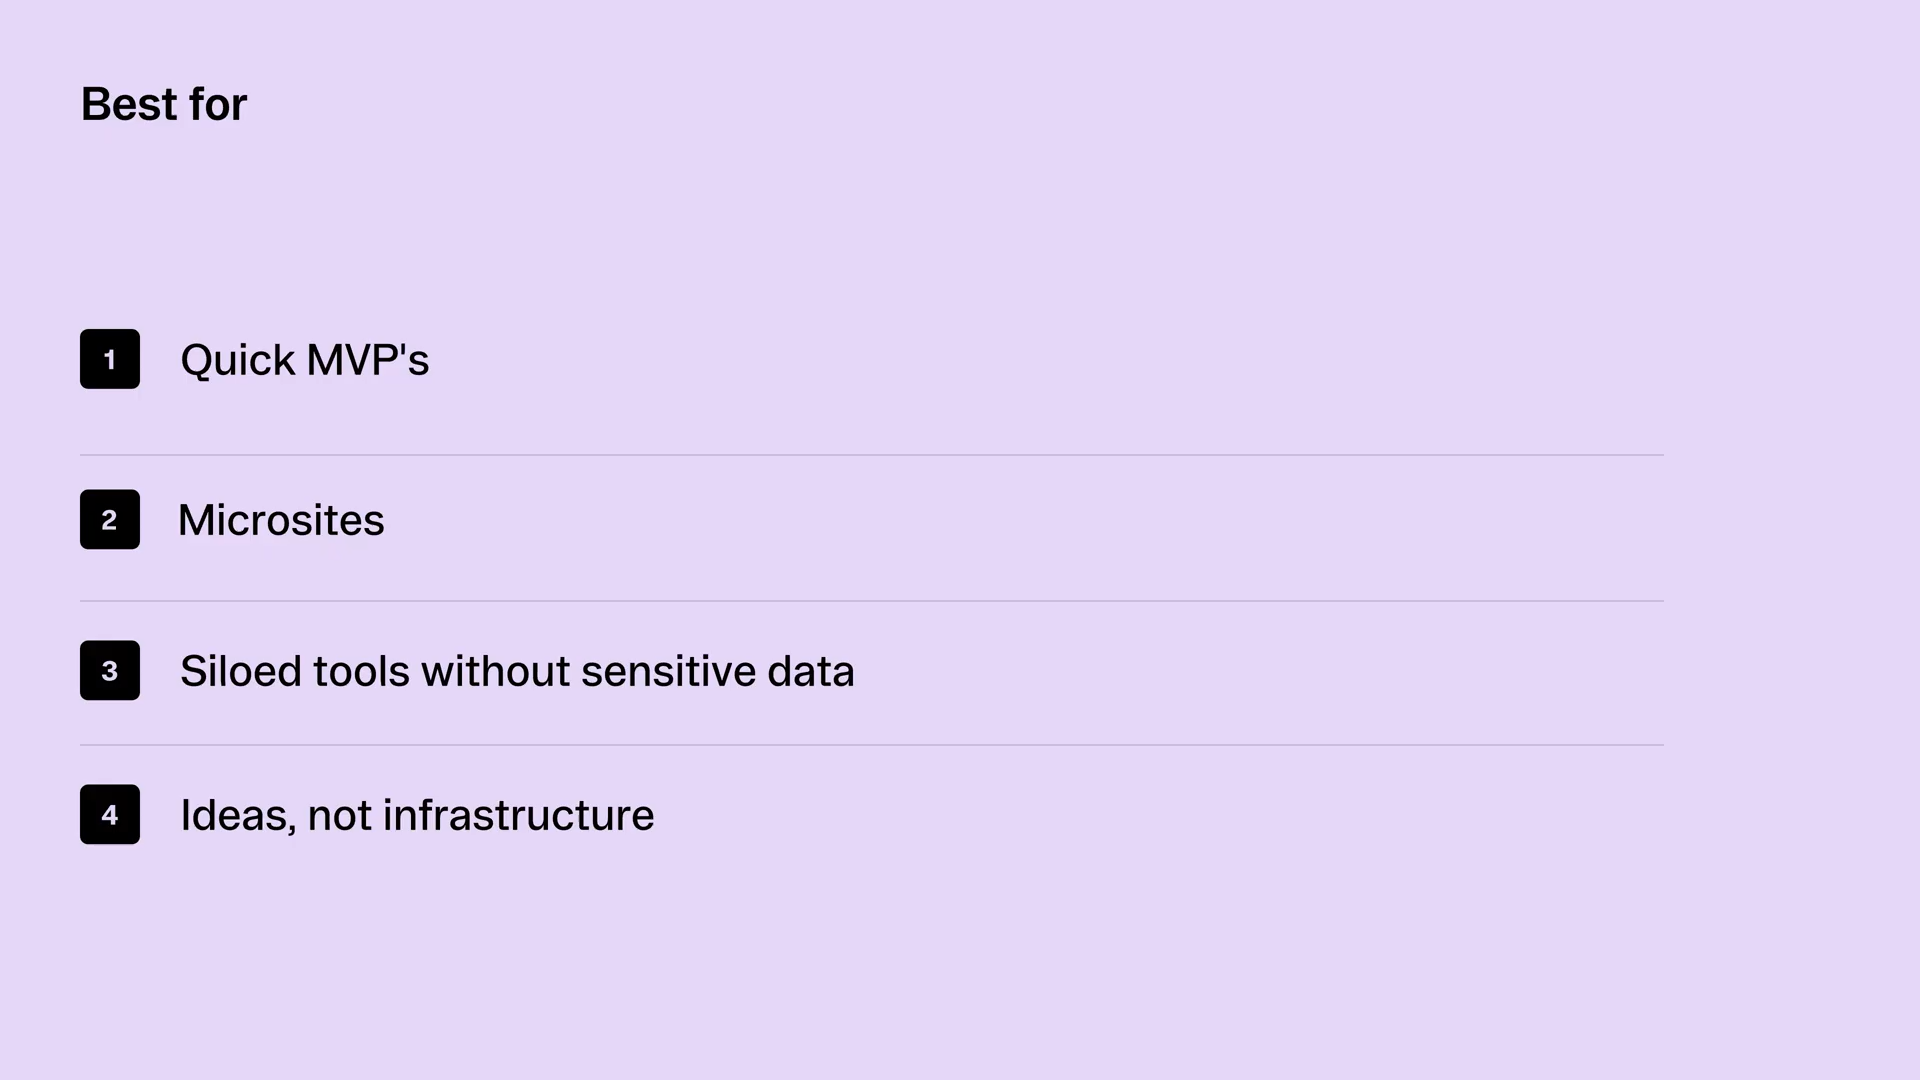 Best for
1 Quick MVP's
2 Microsites
3 Siloed tools without sensitive data
4 Ideas, not infrastructure